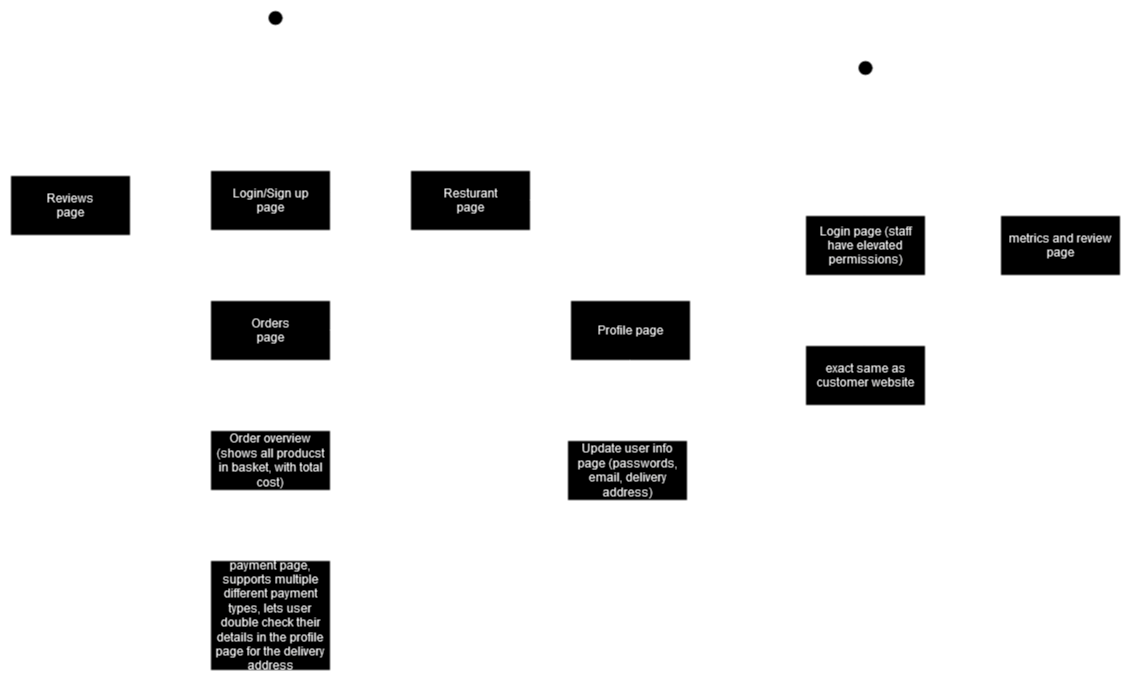 Reviews
page
Login/Sign up
page
Resturant
page
Login page (staff
have elevated
permissions)
metrics and review
page
Orders
page
Profile page
exact same as
customer website
Order overview
(shows all producst
in basket, with total
cost)
Update user info
page (passwords,
email, delivery
address)
payment page,
supports multiple
different payment
types, lets user
double check their
details in the profile
page for the delivery
address